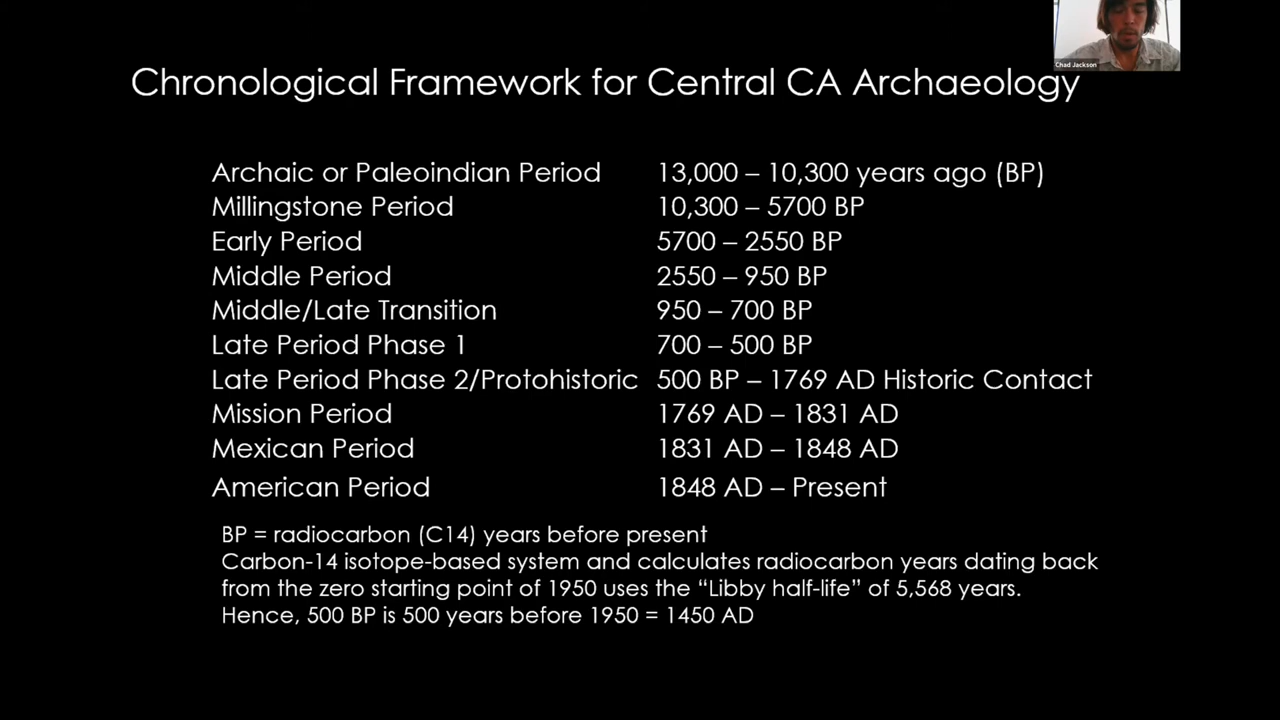 Chad Jackson
Chronological Framework for Central CA Archaeology
Archaic or Paleoindian Period 13,000 – 10,300 years ago (BP)
Millingstone Period 10,300 – 5700 BP
Early Period 5700 – 2550 BP
Middle Period 2550 – 950 BP
Middle/Late Transition 950 – 700 BP
Late Period Phase 1 700 – 500 BP
Late Period Phase 2/Protohistoric 500 BP – 1769 AD Historic Contact
Mission Period 1769 AD – 1831 AD
Mexican Period 1831 AD – 1848 AD
American Period 1848 AD – Present
BP = radiocarbon (C14) years before present
Carbon-14 isotope-based system and calculates radiocarbon years dating back
from the zero starting point of 1950 uses the “Libby half-life” of 5,568 years.
Hence, 500 BP is 500 years before 1950 = 1450 AD